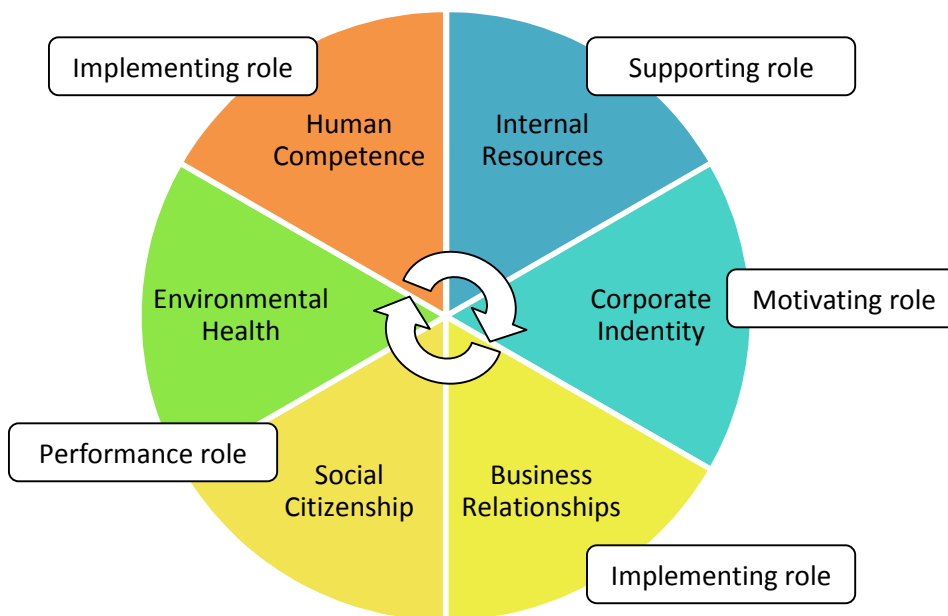 Implementing role
Supporting role
Human
Competence
Internal
Resources
Environmental
Health
Corporate
Indentity
Motivating role
Performance role
Social
Citizenship
Business
Relationships
Implementing role